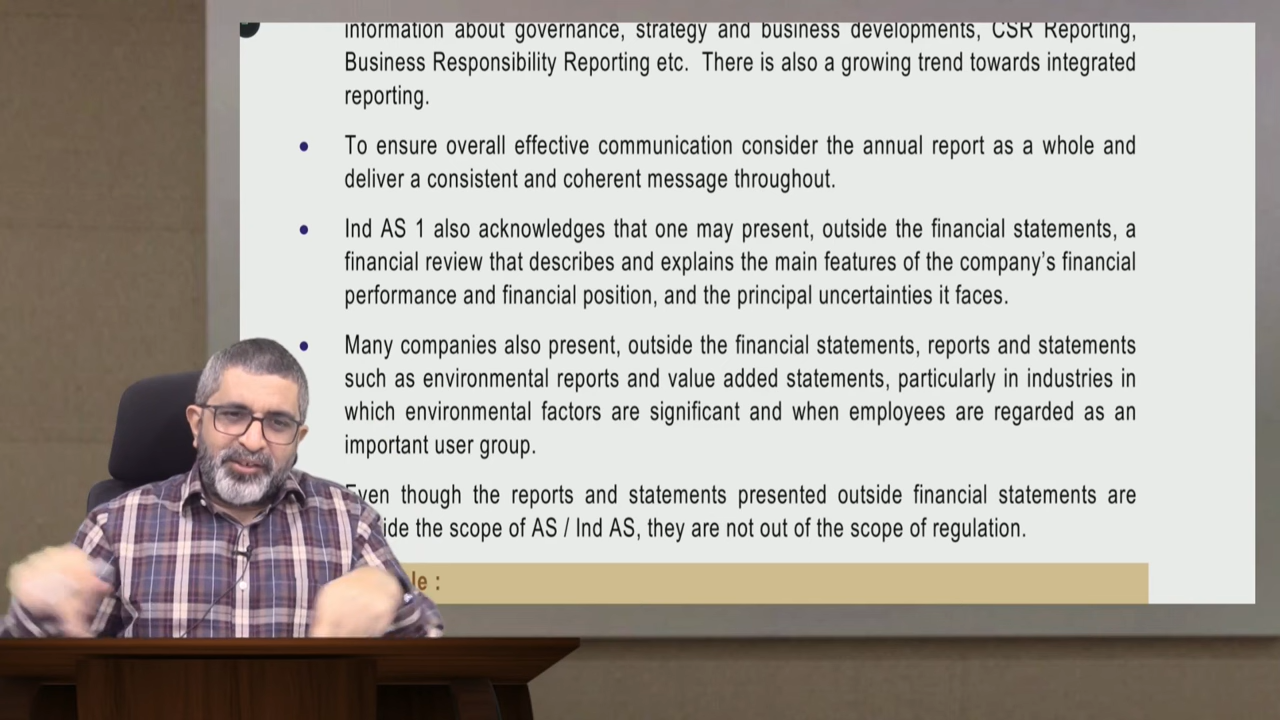 information about governance, strategy and business developments, CSR Reporting,
Business Responsibility Reporting etc. There is also a growing trend towards integrated
reporting.
• To ensure overall effective communication consider the annual report as a whole and
deliver a consistent and coherent message throughout.
• Ind AS 1 also acknowledges that one may present, outside the financial statements, a
financial review that describes and explains the main features of the company's financial
performance and financial position, and the principal uncertainties it faces.
• Many companies also present, outside the financial statements, reports and statements
such as environmental reports and value added statements, particularly in industries in
which environmental factors are significant and when employees are regarded as an
important user group.
Even though the reports and statements presented outside financial statements are
the scope of AS / Ind AS, they are not out of the scope of regulation.